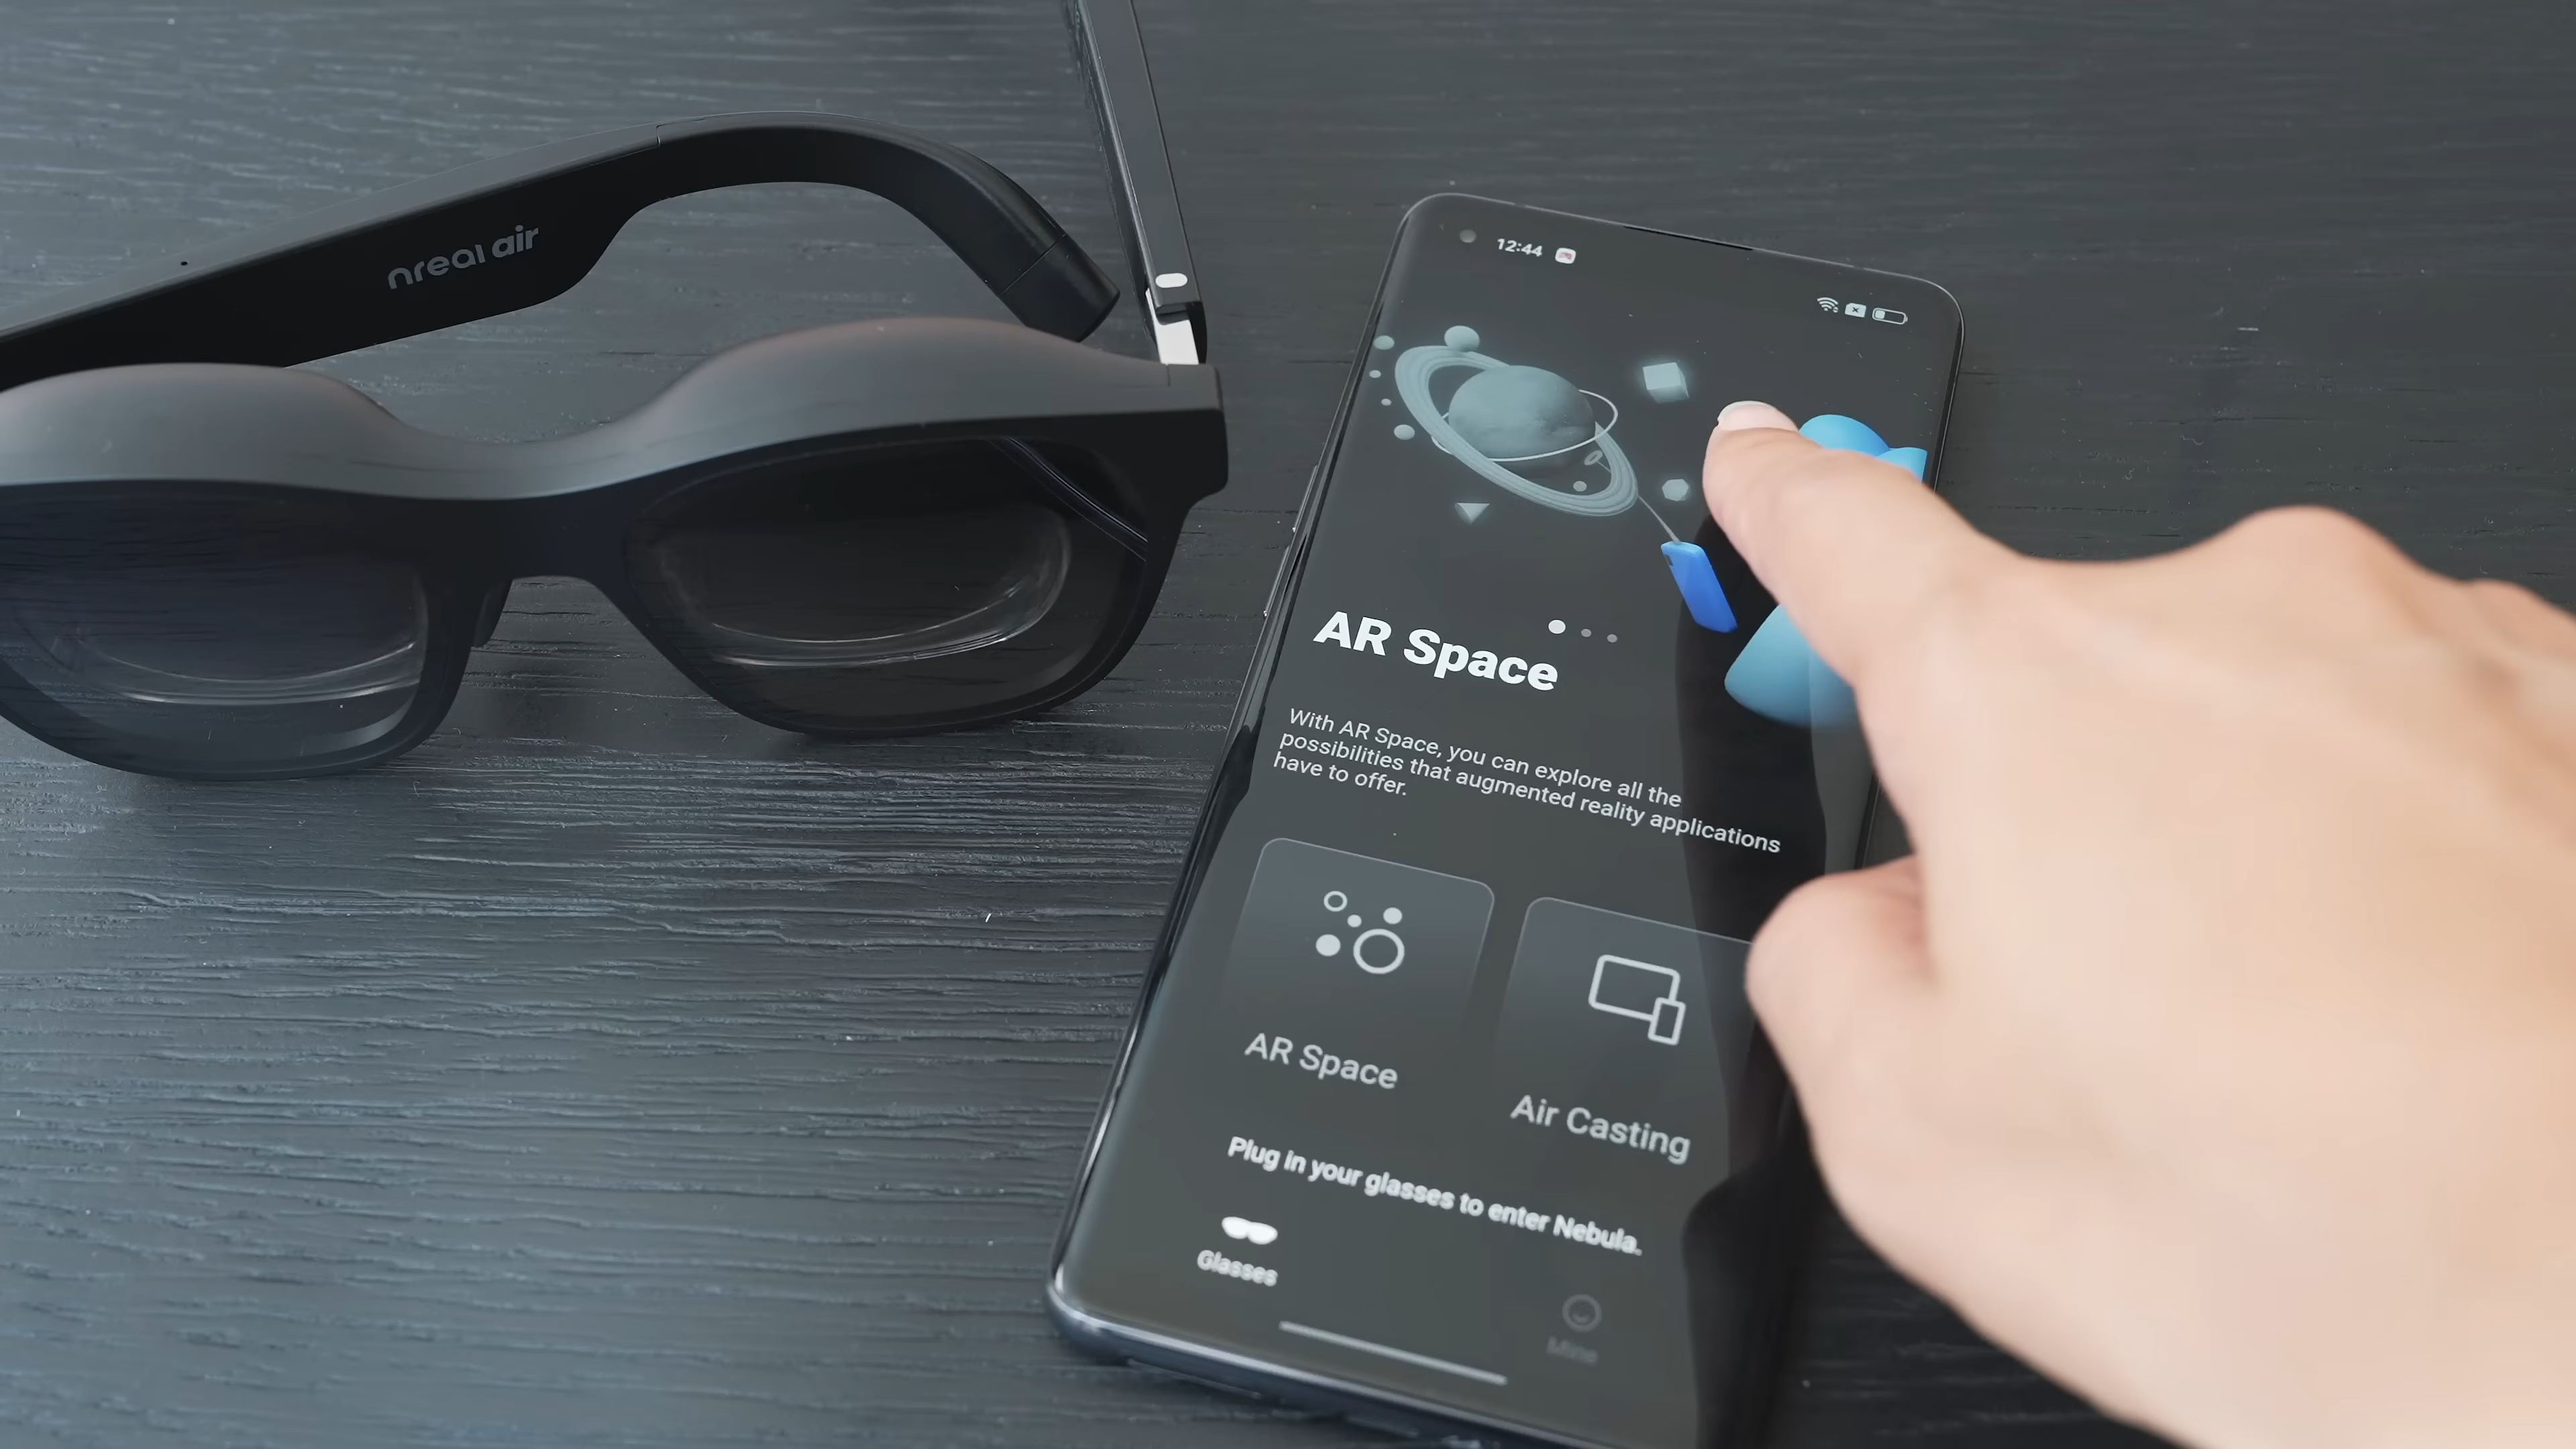 nreal air
12:44
AR Space
With AR Space, you can explore all the
possibilities that augmented reality applications
have to offer.
AR Space
Air Casting
Plug in your glasses to enter Nebula.
Glasses
Mine